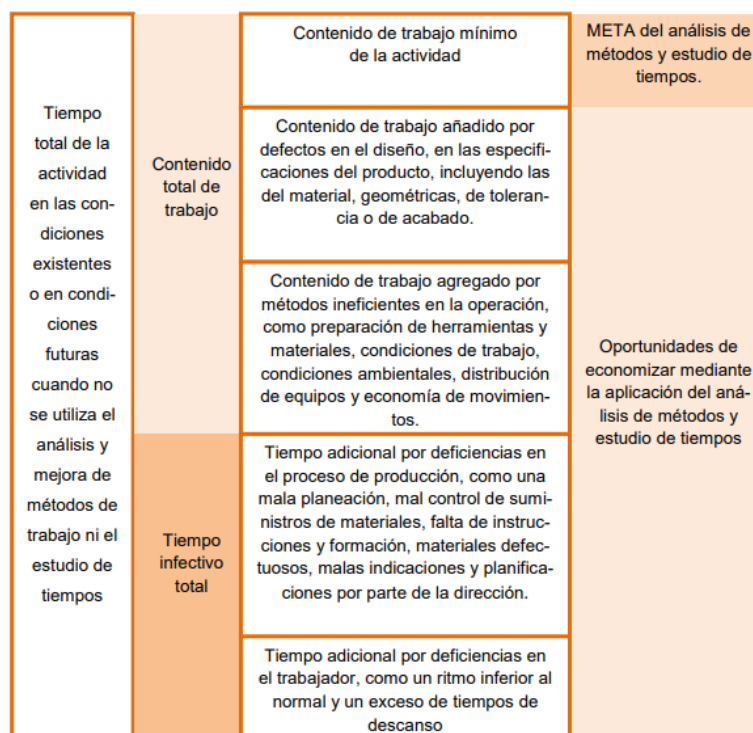 Tiempo
total de la
actividad
en las con-
diciones
existentes
o en condi-
ciones
futuras
cuando no
se utiliza el
análisis y
mejora de
métodos de
trabajo ni el
estudio de
tiempos
Contenido
total de
trabajo
Contenido de trabajo mínimo
de la actividad
META del análisis de
métodos y estudio de
tiempos.
Contenido de trabajo añadido por
defectos en el diseño, en las especifi-
caciones del producto, incluyendo las
del material, geométricas, de toleran-
cia o de acabado.
Contenido de trabajo agregado por
métodos ineficientes en la operación,
como preparación de herramientas y
materiales, condiciones de trabajo,
condiciones ambientales, distribución
de equipos y economía de movimien-
tos.
Oportunidades de
economizar mediante
la aplicación del aná-
lisis de métodos y
estudio de tiempos
Tiempo
infectivo
total
Tiempo adicional por deficiencias en
el proceso de producción, como una
mala planeación, mal control de sumi-
nistros de materiales, falta de instruc-
ciones y formación, materiales defec-
tuosos, malas indicaciones y planifica-
ciones por parte de la dirección.
Tiempo adicional por deficiencias en
el trabajador, como un ritmo inferior al
normal y un exceso de tiempos de
descanso